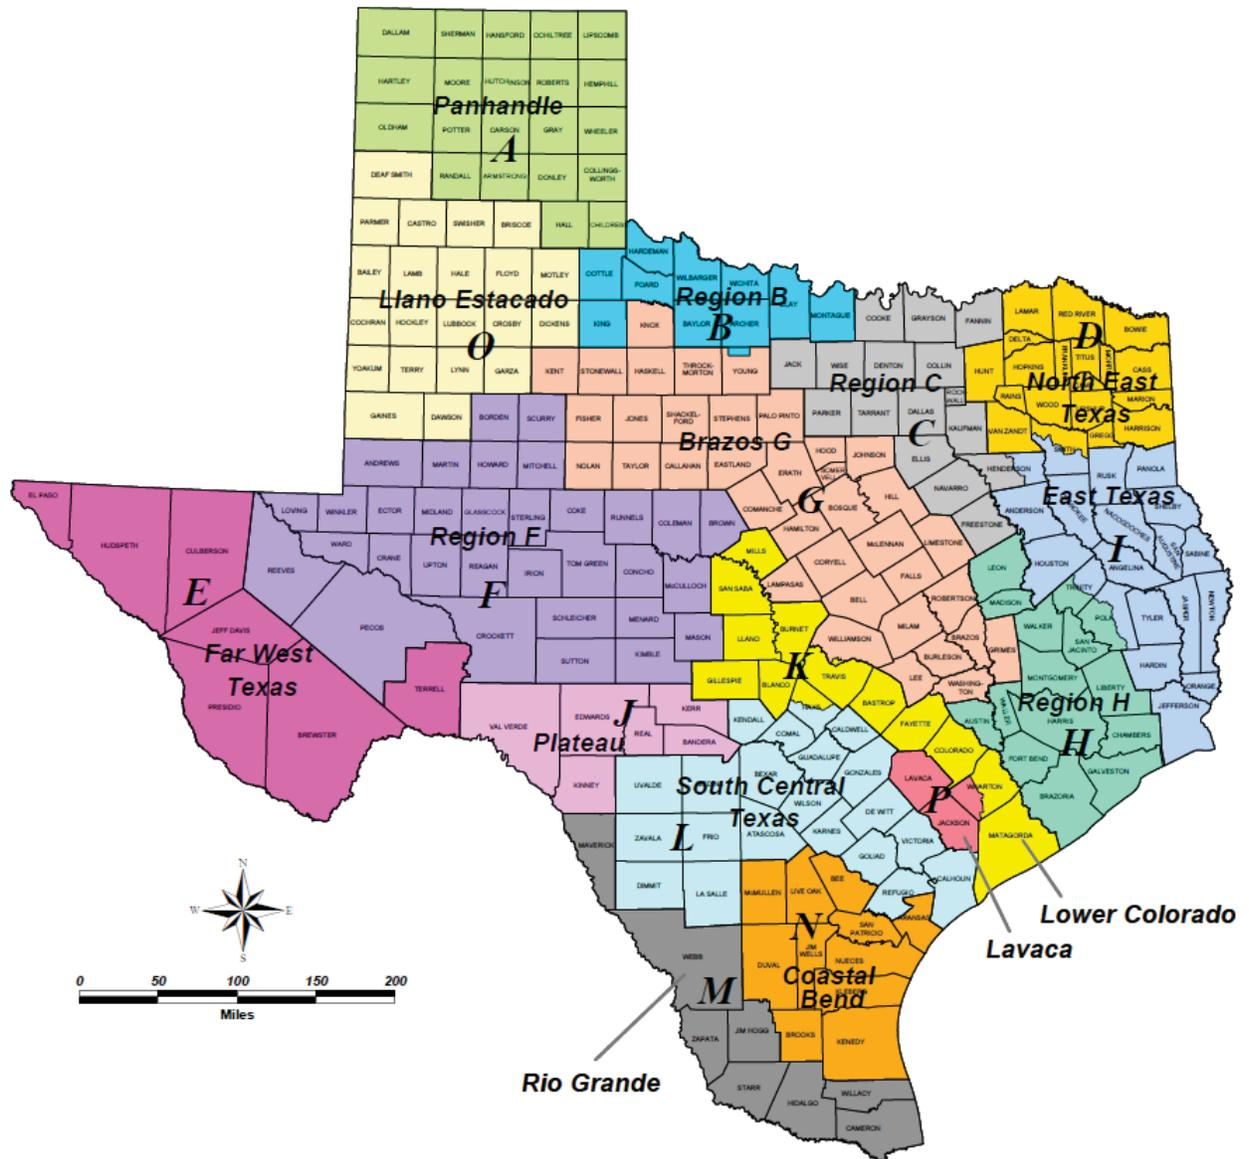 DALLAM SHERMAN HANSFORD OCHILTREE LIPSCOMB
HARTLEY MOORE HUTCHINSON ROBERTS HEMPHILL
Panhandle
OLDHAM POTTER CARSON GRAY WHEELER
A
DEAF SMITH RANDALL ARMSTRONG DONLEY COLLINGS-
WORTH
PARMER CASTRO SWISHER BRISCOE HALL CHILDRESS
HARDEMAN
BAILEY LAMB HALE FLOYD MOTLEY COTTLE FOARD WILBARGER WICHITA
Llano Estacado
Region B
CLAY MONTAGUE COOKE GRAYSON FANNIN LAMAR RED RIVER BOWIE
COCHRAN HOCKLEY LUBBOCK CROSBY DICKENS KING KNOX BAYLOR ARCHER
O
B
D
DELTA TITUS
YOAKUM TERRY LYNN GARZA KENT STONEWALL HASKELL THROCK-
MORTON YOUNG JACK WISE DENTON COLLIN HUNT HOPKINS CASS
Region C
North East
Texas
ROCK
WALL RAINS WOOD MARION
GAINES DAWSON BORDEN SCURRY FISHER JONES SHACKEL-
FORD STEPHENS PALO PINTO PARKER TARRANT DALLAS KAUFMAN VAN ZANDT GREGG HARRISON
Brazos G
C
ANDREWS MARTIN HOWARD MITCHELL NOLAN TAYLOR CALLAHAN EASTLAND ERATH HOOD SOMER
VELL JOHNSON ELLIS HENDERSON SMITH RUSK PANOLA
EL PASO
LOVING WINKLER ECTOR MIDLAND GLASSCOCK STERLING COKE RUNNELS COLEMAN BROWN COMANCHE
G
BOSQUE HILL NAVARRO ANDERSON
East Texas
SHELBY
HUDSPETH CULBERSON
Region F
HAMILTON FREESTONE NACOGDOCHES
WARD CRANE UPTON REAGAN IRION TOM GREEN CONCHO McCULLOCH MILLS McLENNAN LIMESTONE
I
SAN
AUGUSTINE SABINE
E
REEVES
F
SAN SABA LAMPASAS CORYELL FALLS LEON HOUSTON ANGELINA
BELL ROBERTSON MADISON TRINITY
JEFF DAVIS PECOS CROCKETT SCHLEICHER MENARD MASON LLANO BURNET WILLIAMSON MILAM BRAZOS GRIMES WALKER POLK TYLER JASPER NEWTON
SAN
JACINTO
Far West
Texas
SUTTON KIMBLE BURLESON HARDIN
K
TERRELL GILLESPIE BLANCO TRAVIS LEE WASHING-
TON MONTGOMERY LIBERTY ORANGE
PRESIDIO BREWSTER
Region H
VAL VERDE EDWARDS
J
KERR KENDALL HAYS BASTROP FAYETTE AUSTIN WALLER HARRIS JEFFERSON
CHAMBERS
Plateau
REAL BANDERA COMAL CALDWELL COLORADO
H
GUADALUPE FORT BEND GALVESTON
KINNEY UVALDE BEXAR GONZALES LAVACA WHARTON BRAZORIA
South Central
Texas
P
WILSON DE WITT JACKSON MATAGORDA
MAVERICK ZAVALA
L
FRIO ATASCOSA KARNES VICTORIA
GOLIAD
DIMMIT LA SALLE McMULLEN LIVE OAK BEE REFUGIO CALHOUN
ARANSAS
Lower Colorado
N
SAN
PATRICIO
Lavaca
N
W E
S
WEBB DUVAL JIM
WELLS NUECES
Coastal
Bend
KLEBERG
0 50 100 150 200
Miles
M
ZAPATA JIM HOGG BROOKS KENEDY
Rio Grande
STARR HIDALGO WILLACY
CAMERON